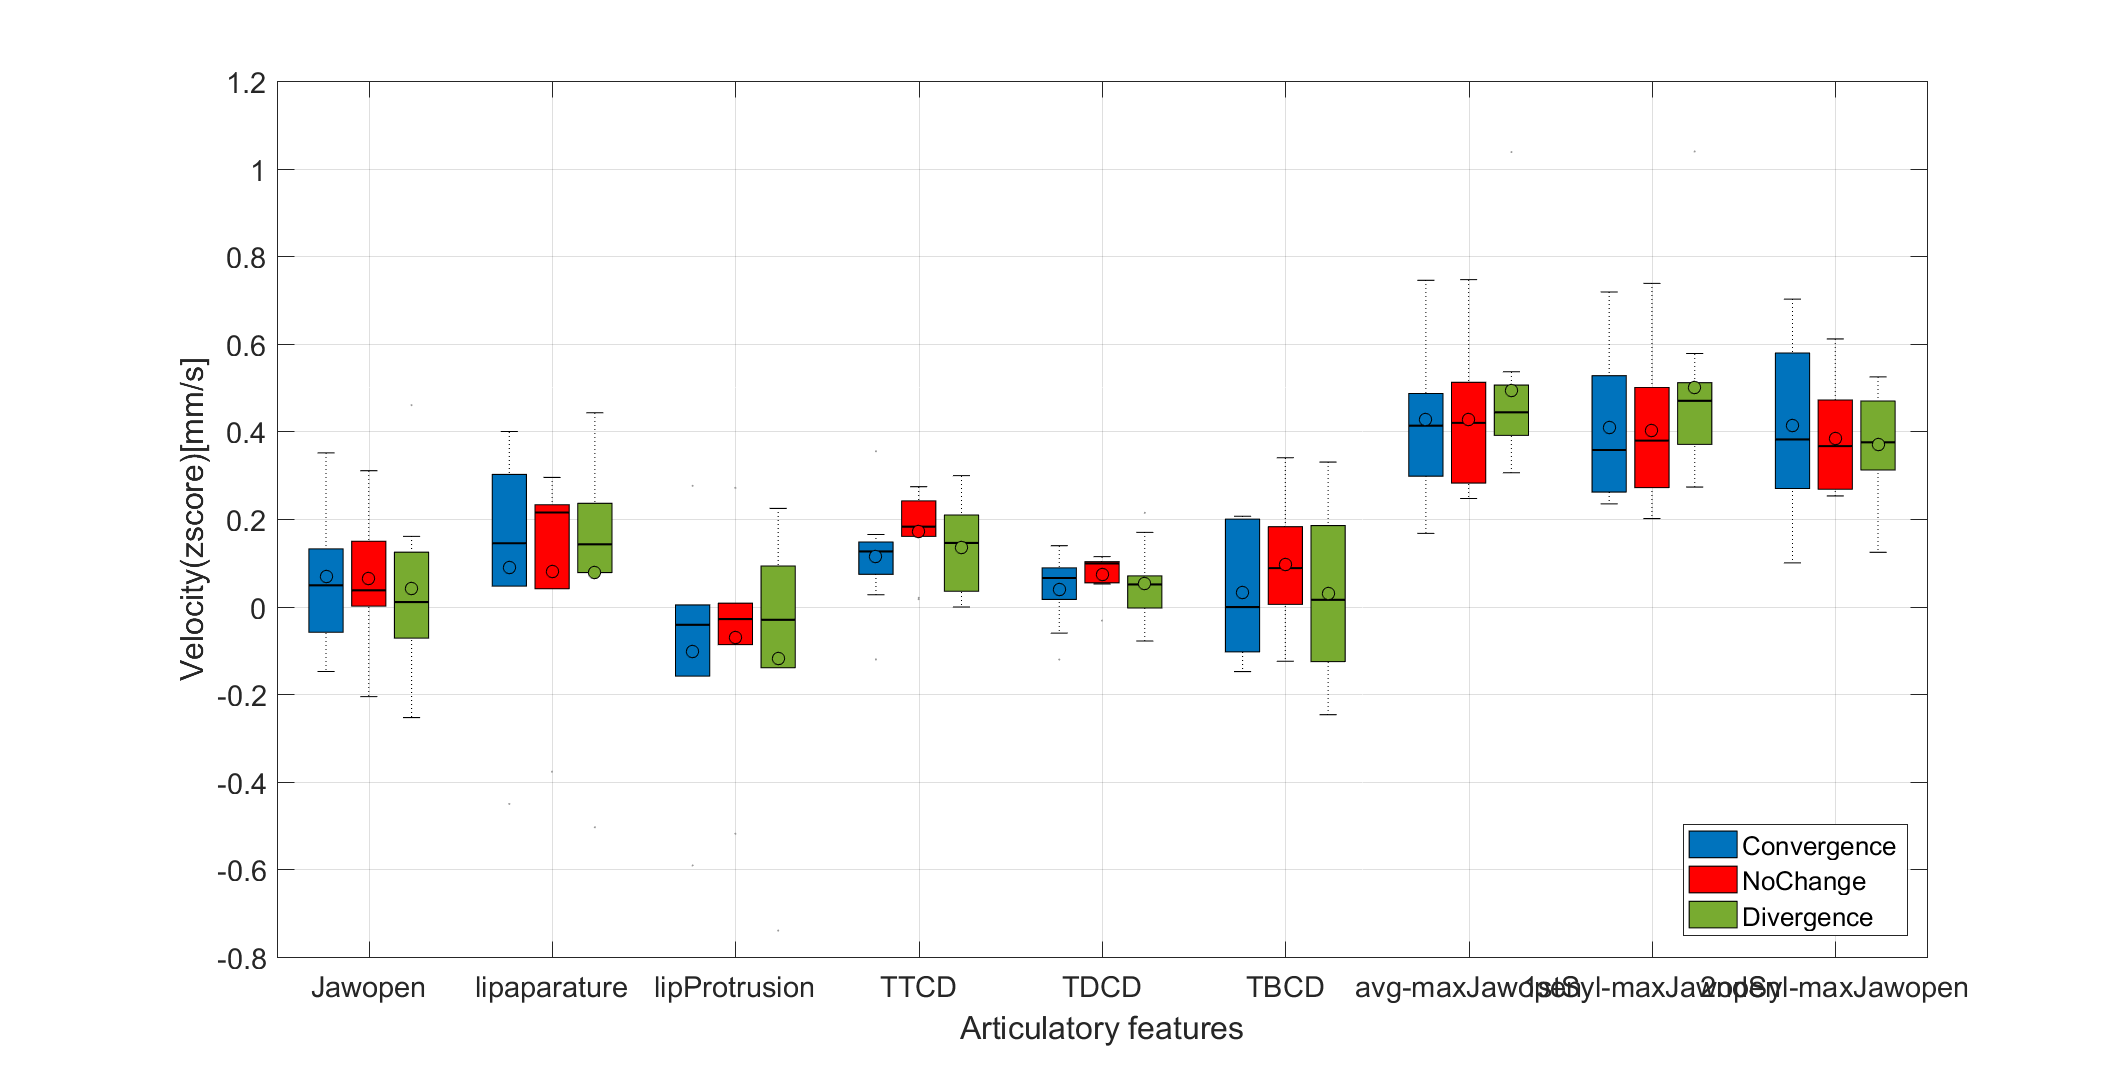 1.2
1
0.8
0.6
0.4
0.2
0
-0.2
-0.4
-0.6
-0.8
Velocity(zscore)[mm/s]
Convergence
NoChange
Divergence
Jawopen lipaparature lipProtrusion TTCD TDCD TBCD avg-maxJawopen 1stSyl-maxJawopen 2ndSyl-maxJawopen
Articulatory features